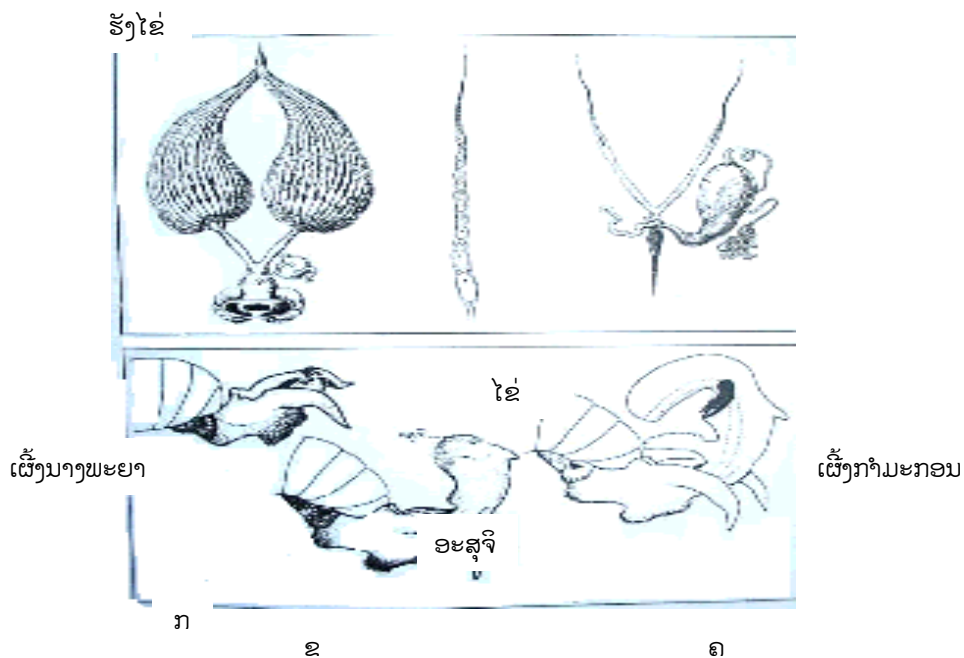 ຮັງໄຂ່
ໄຂ່
ເຜີ້ງນາງພະຍາ
ເຜີ້ງກຳມະກອນ
ອະສຸຈິ
ກ
ຂ
ຄ